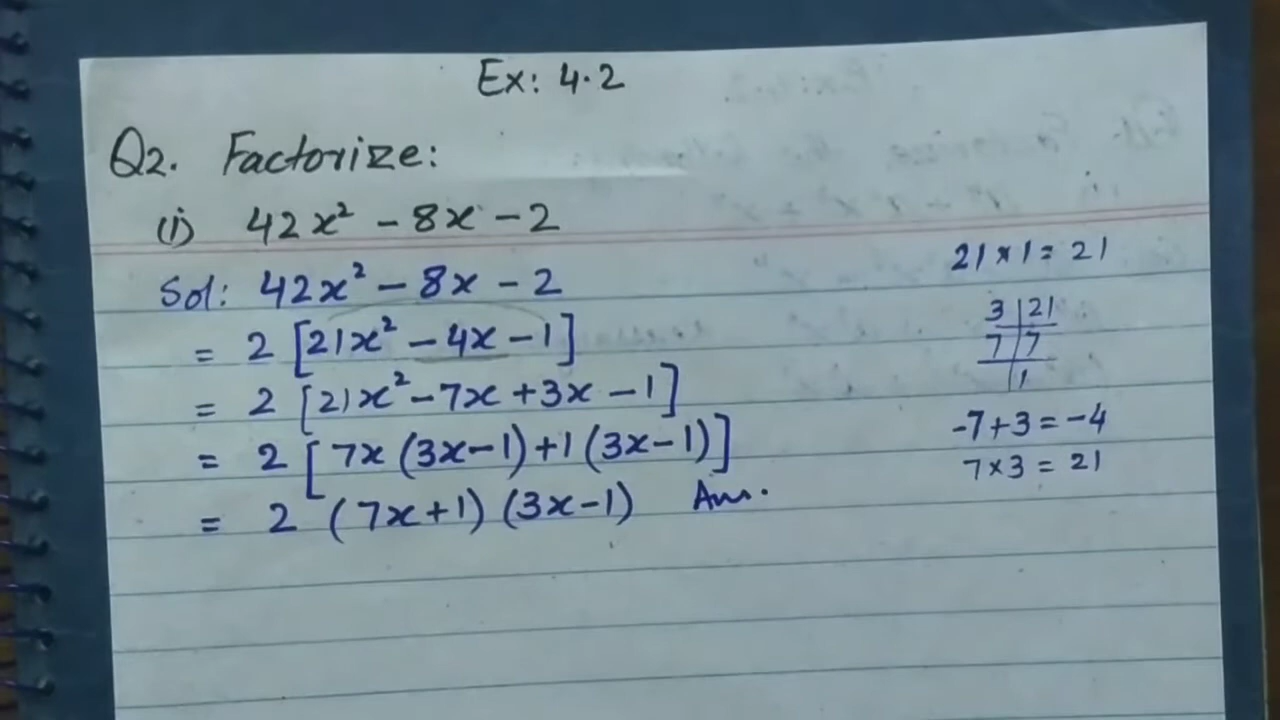 Ex: 4.2
Q2. Factorize:
(i) 42x² - 8x - 2
Sol: 42x² - 8x - 2
= 2 [21x² - 4x - 1]
= 2 [21x² - 7x + 3x - 1]
= 2 [7x (3x - 1) + 1 (3x - 1)]
= 2 (7x + 1) (3x - 1) Ans.
21 × 1 = 21
3 | 21
7 | 7
| 1
-7 + 3 = -4
7 × 3 = 21